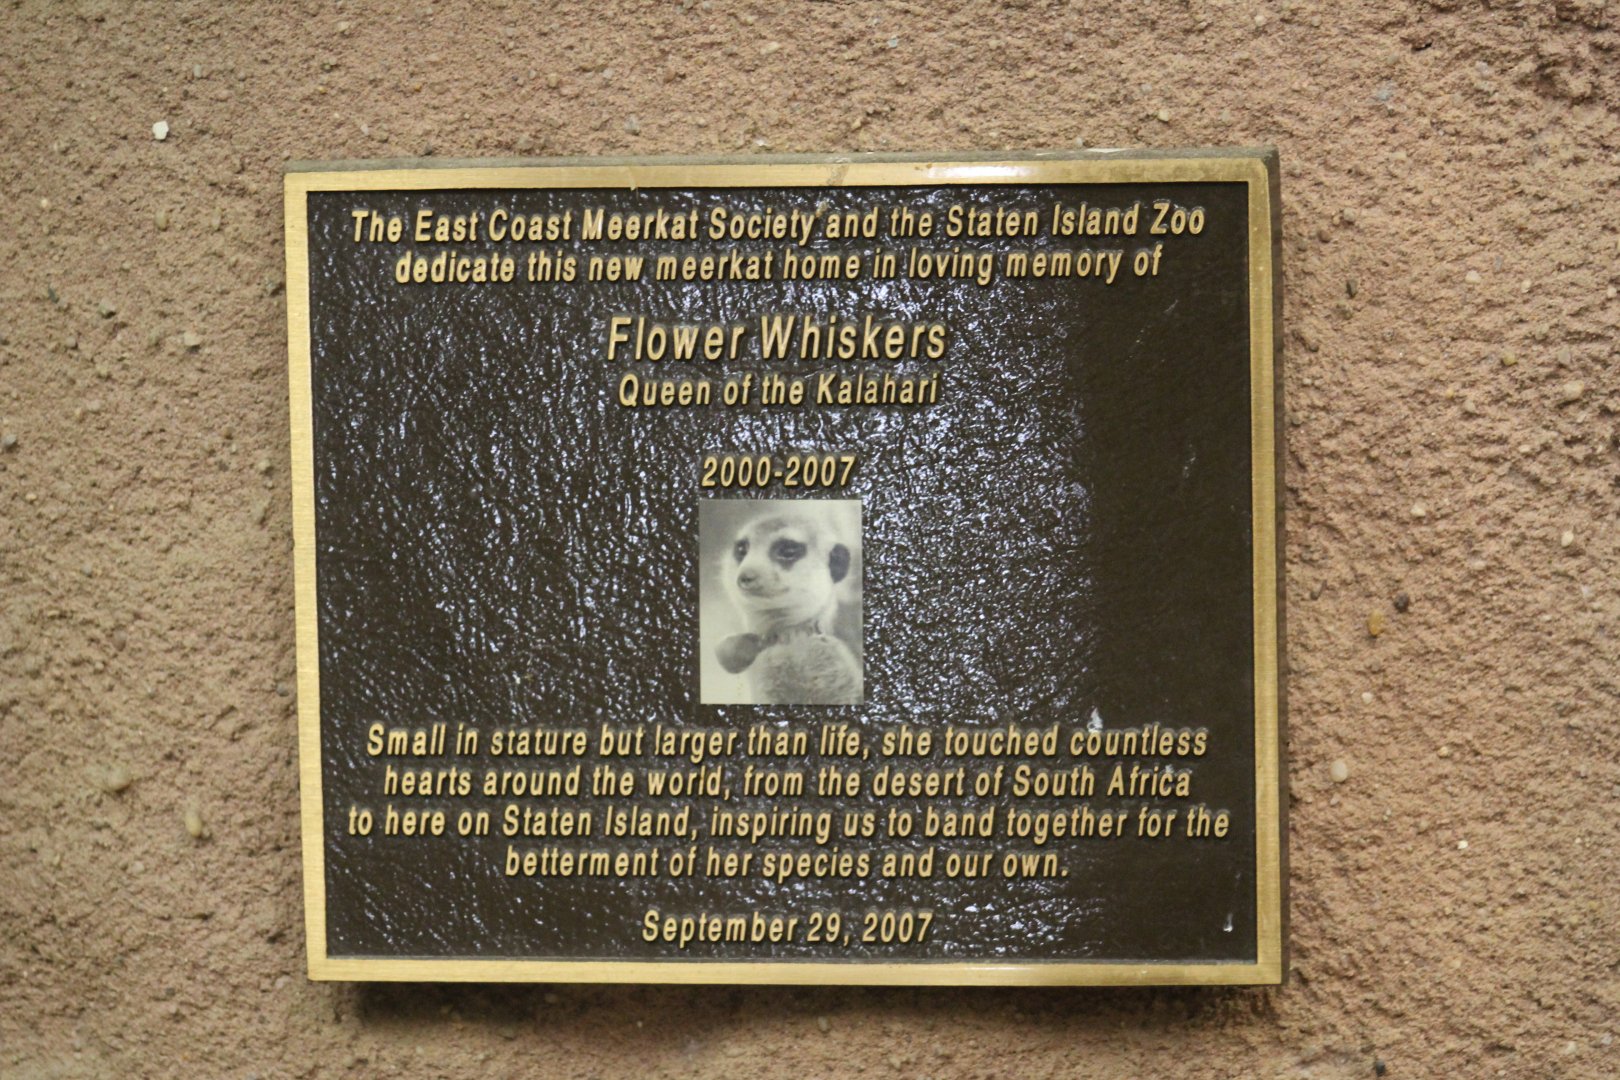 The East Coast Meerkat Society and the Staten Island Zoo
dedicate this new meerkat home in loving memory of
Flower Whiskers
Queen of the Kalahari
2000-2007
Small in stature but larger than life, she touched countless
hearts around the world, from the desert of South Africa
to here on Staten Island, inspiring us to band together for the
betterment of her species and our own.
September 29, 2007